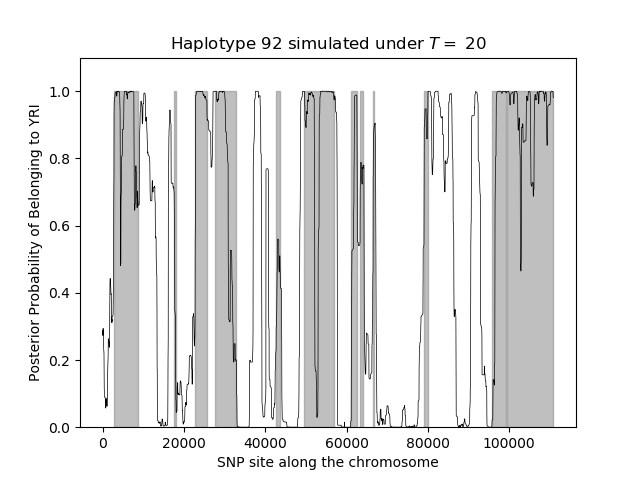 Haplotype 92 simulated under T = 20
1.0
0.8
0.6
0.4
0.2
0.0
Posterior Probability of Belonging to YRI
0 20000 40000 60000 80000 100000
SNP site along the chromosome